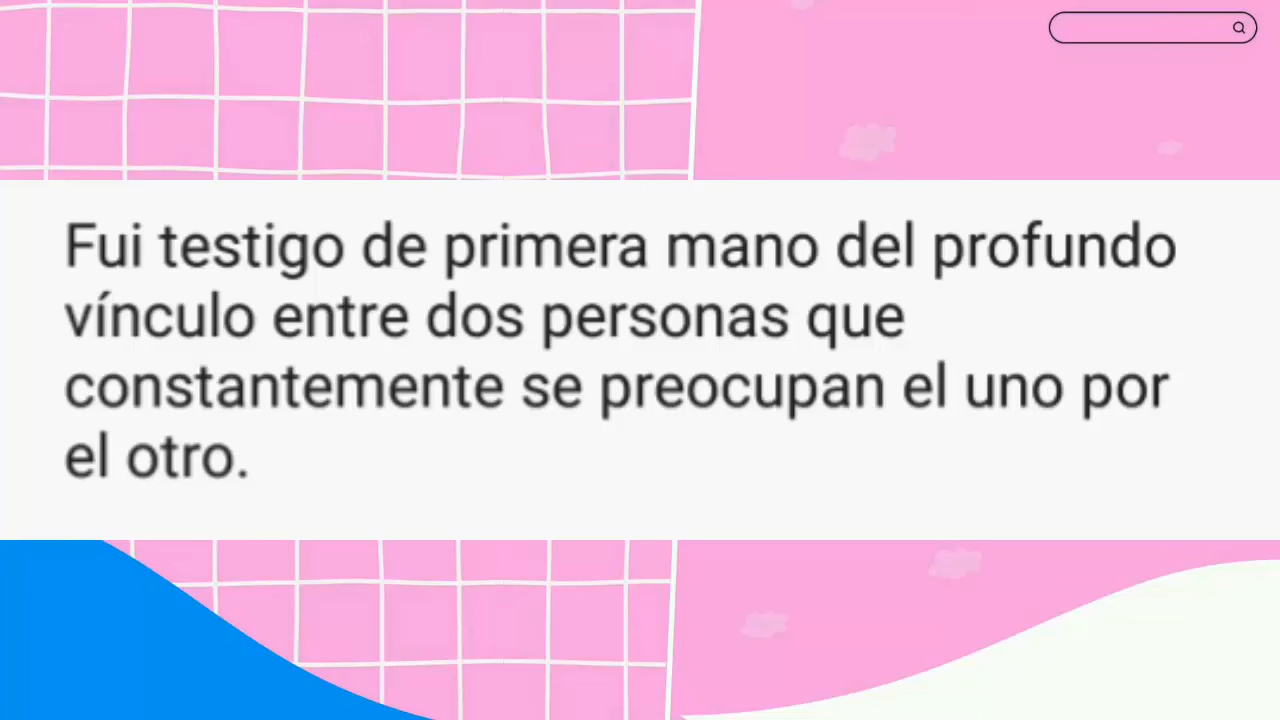 Fui testigo de primera mano del profundo
vínculo entre dos personas que
constantemente se preocupan el uno por
el otro.